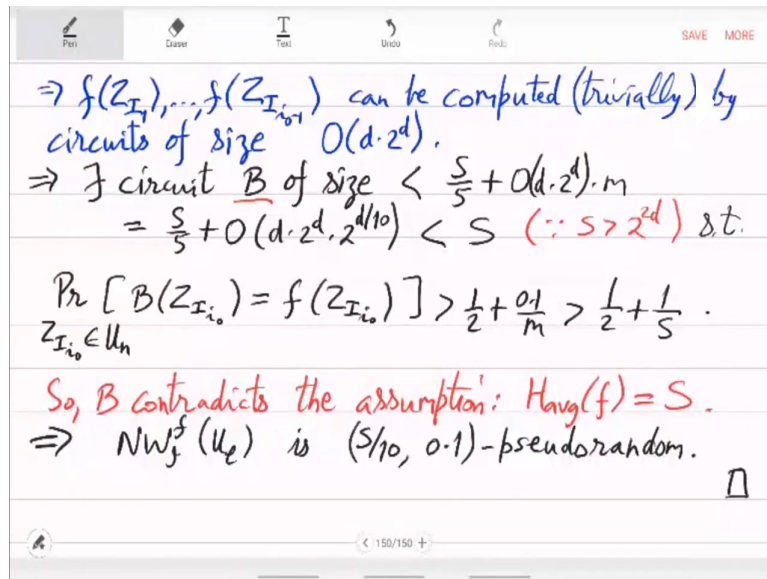 Pen Eraser Text Undo Redo SAVE MORE
⇒ f(Z_{I_1}),...,f(Z_{I_{i_0-1}}) can be computed (trivially) by
circuits of size O(d·2^d).
⇒ ∃ circuit B of size < S/5 + O(d·2^d)·m
= S/5 + O(d·2^d·2^{d/10}) < S (∵ S > 2^{2d}) s.t.
Pr [B(Z_{I_{i_0}}) = f(Z_{I_{i_0}})] > 1/2 + 0.1/m > 1/2 + 1/S .
Z_{I_{i_0}} ∈ U_n
So, B contradicts the assumption: Havg(f) = S.
⇒ NW_J^f (U_ℓ) is (S/10, 0.1)-pseudorandom.
□
< 150/150 +